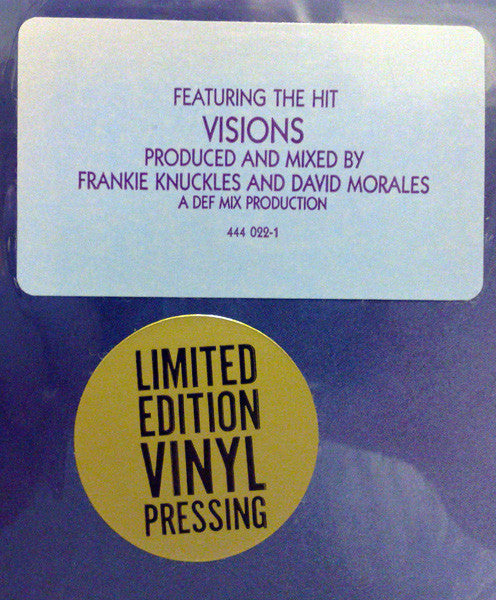 FEATURING THE HIT
VISIONS
PRODUCED AND MIXED BY
FRANKIE KNUCKLES AND DAVID MORALES
A DEF MIX PRODUCTION
444 022-1
LIMITED
EDITION
VINYL
PRESSING